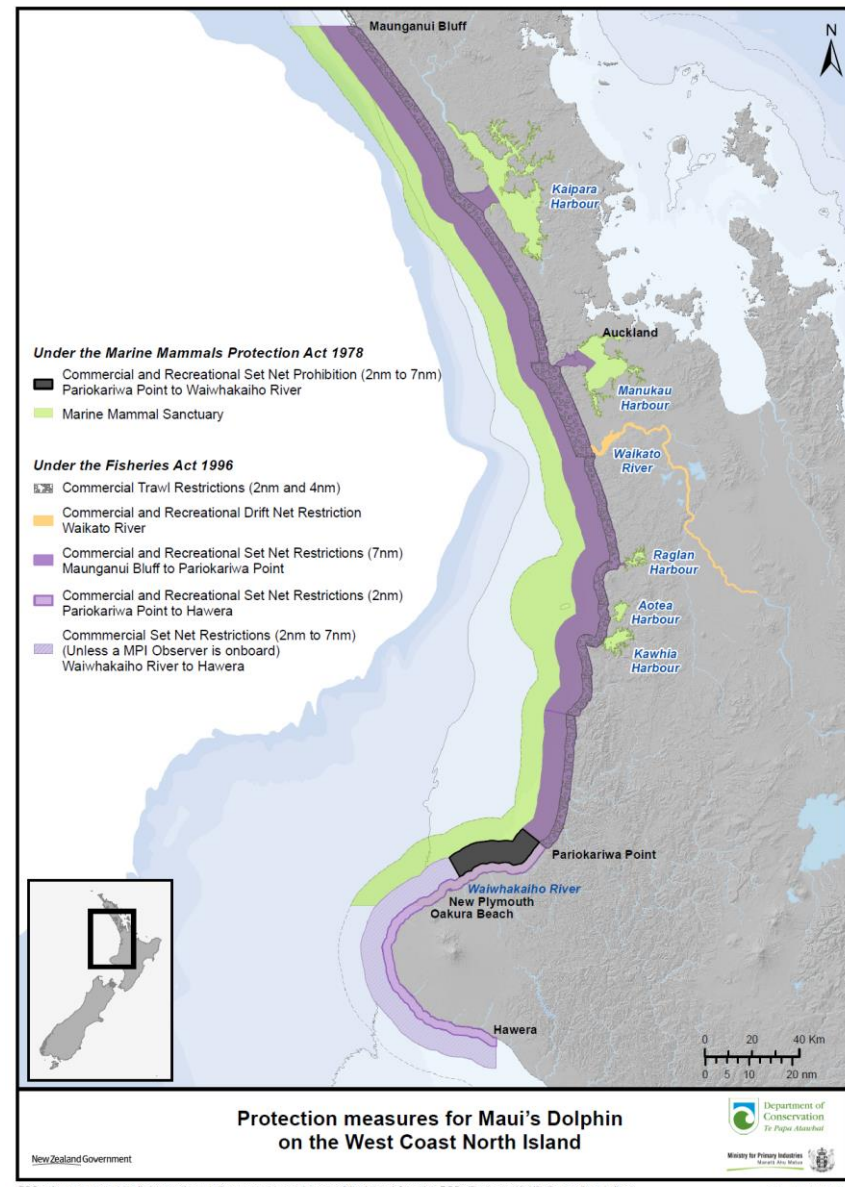 Maunganui Bluff
N
Kaipara
Harbour
Auckland
Manukau
Harbour
Waikato
River
Raglan
Harbour
Aotea
Harbour
Kawhia
Harbour
Under the Marine Mammals Protection Act 1978
Commercial and Recreational Set Net Prohibition (2nm to 7nm)
Pariokariwa Point to Waiwhakaiho River
Marine Mammal Sanctuary
Under the Fisheries Act 1996
Commercial Trawl Restrictions (2nm and 4nm)
Commercial and Recreational Drift Net Restriction
Waikato River
Commercial and Recreational Set Net Restrictions (7nm)
Maunganui Bluff to Pariokariwa Point
Commercial and Recreational Set Net Restrictions (2nm)
Pariokariwa Point to Hawera
Commmercial Set Net Restrictions (2nm to 7nm)
(Unless a MPI Observer is onboard)
Waiwhakaiho River to Hawera
Pariokariwa Point
Waiwhakaiho River
New Plymouth
Oakura Beach
Hawera
0 20 40 Km
0 5 10 20 nm
Protection measures for Maui's Dolphin
on the West Coast North Island
New Zealand Government
Department of
Conservation
Te Papa Atawhai
Ministry for Primary Industries
Manatū Ahu Matua